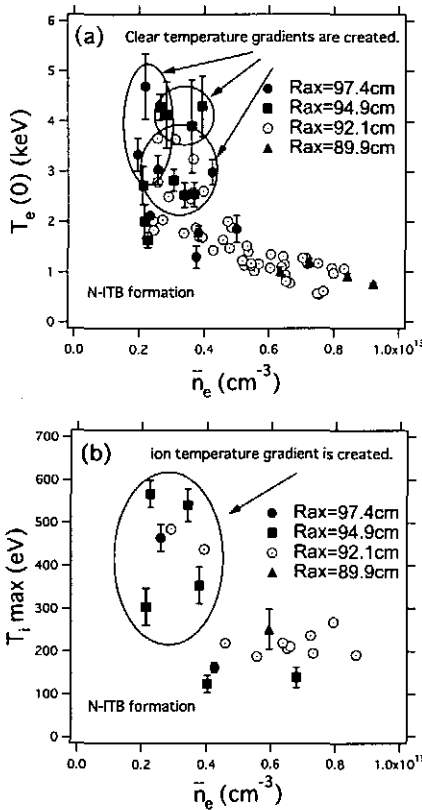 (a)
Clear temperature gradients are created.
Rax=97.4cm
Rax=94.9cm
Rax=92.1cm
Rax=89.9cm
T_e (0) (keV)
6
5
4
3
2
1
0
N-ITB formation
0.0 0.2 0.4 0.6 0.8 1.0x10^13
n̄_e (cm^-3)
(b)
ion temperature gradient is created.
Rax=97.4cm
Rax=94.9cm
Rax=92.1cm
Rax=89.9cm
T_i max (eV)
700
600
500
400
300
200
100
0
N-ITB formation
0.0 0.2 0.4 0.6 0.8
n̄_e (cm^-3)